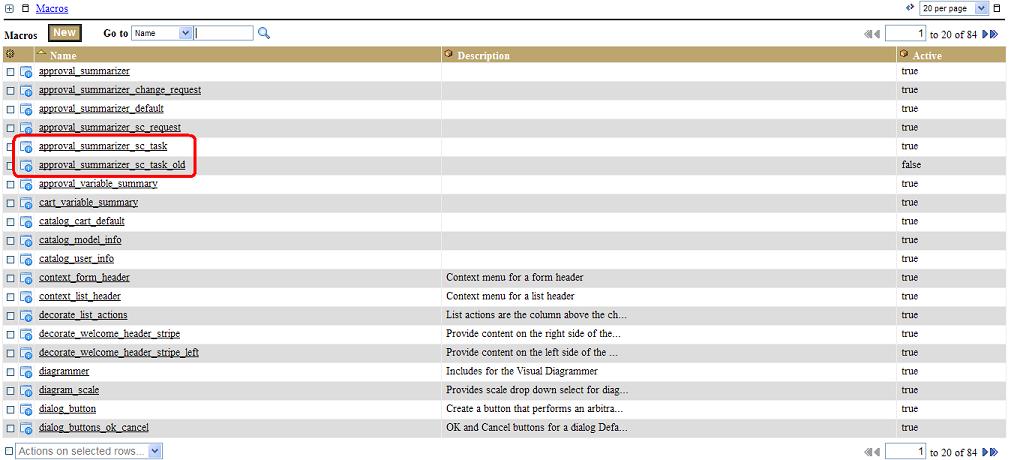 Macros
20 per page
Macros New Go to Name 1 to 20 of 84
Name Description Active
approval_summarizer true
approval_summarizer_change_request true
approval_summarizer_default true
approval_summarizer_sc_request true
approval_summarizer_sc_task true
approval_summarizer_sc_task_old false
approval_variable_summary true
cart_variable_summary true
catalog_cart_default true
catalog_model_info true
catalog_user_info true
context_form_header Context menu for a form header true
context_list_header Context menu for a list header true
decorate_list_actions List actions are the column above the ch... true
decorate_welcome_header_stripe Provide content on the right side of the... true
decorate_welcome_header_stripe_left Provide content on the left side of the ... true
diagrammer Includes for the Visual Diagrammer true
diagram_scale Provides scale drop down select for diag... true
dialog_button Create a button that performs an arbitra... true
dialog_buttons_ok_cancel OK and Cancel buttons for a dialog Defa... true
Actions on selected rows... 1 to 20 of 84